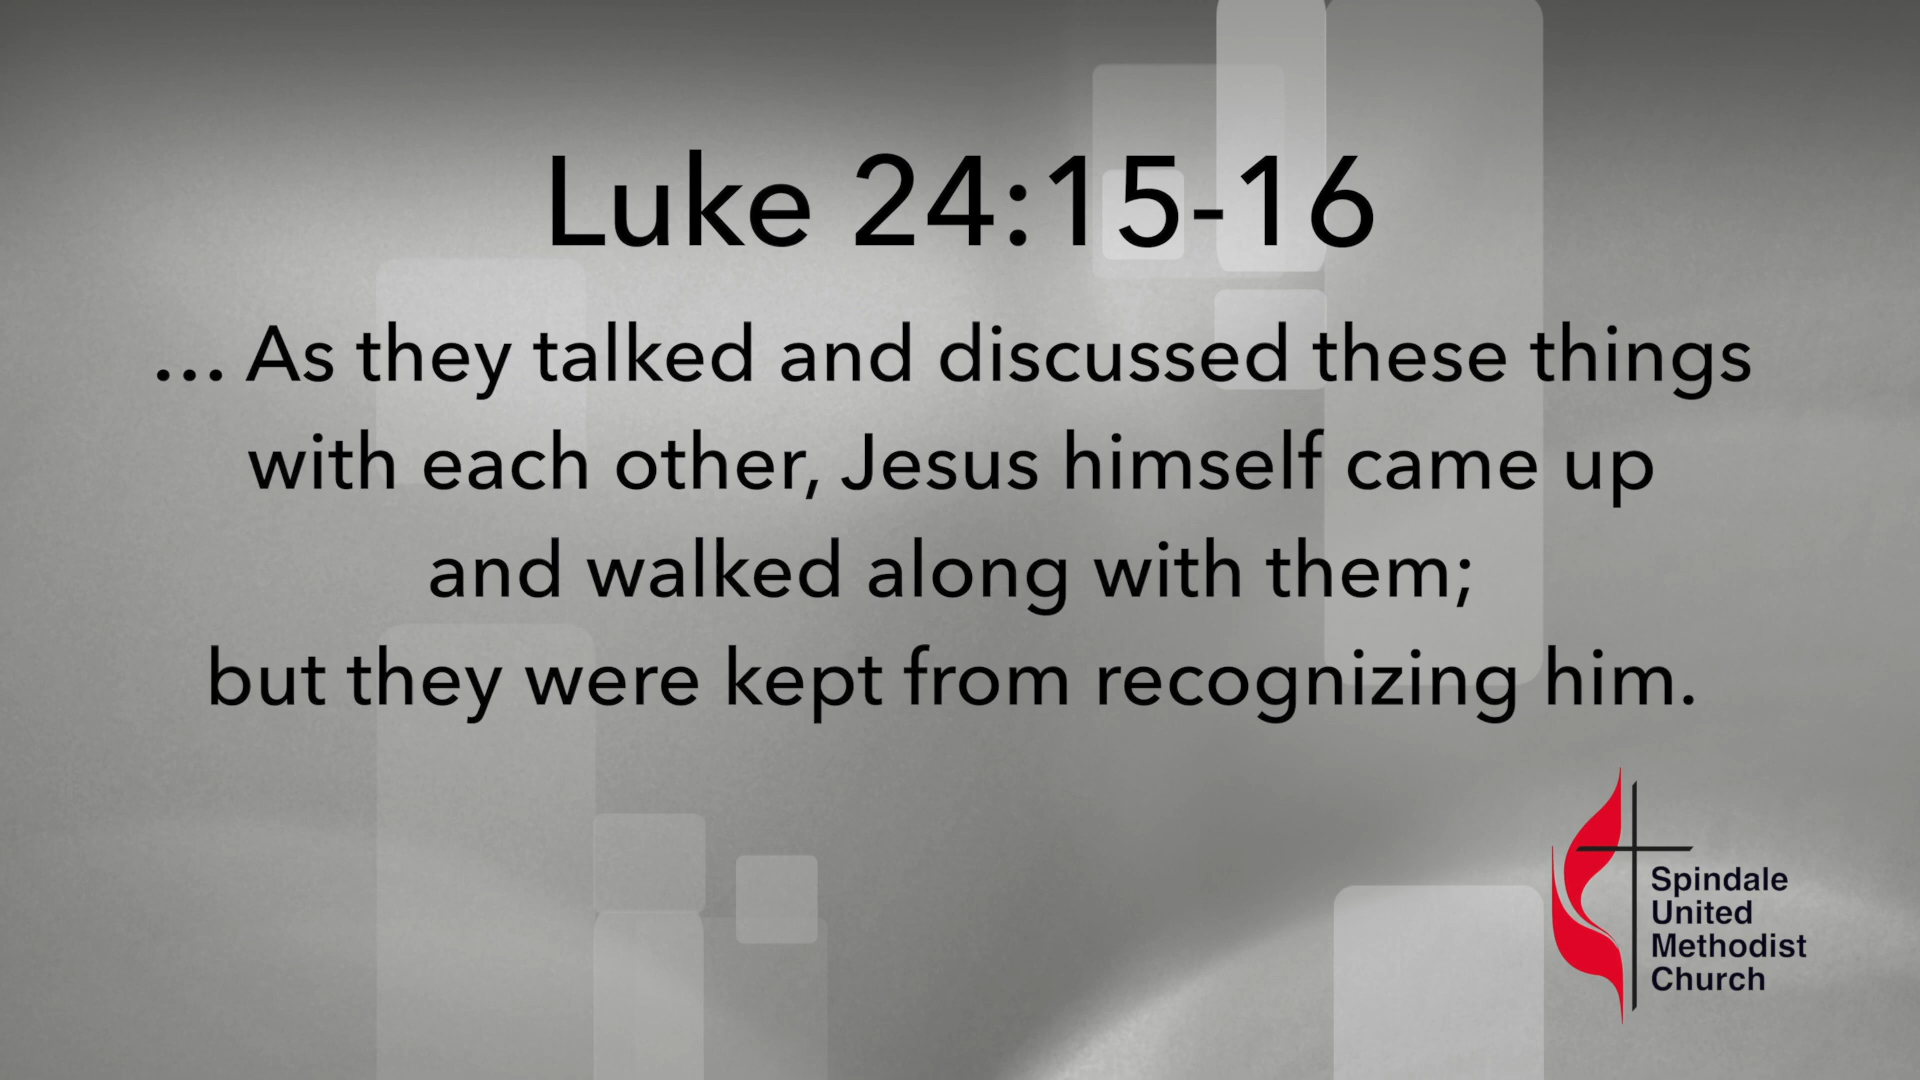 Luke 24:15-16
... As they talked and discussed these things
with each other, Jesus himself came up
and walked along with them;
but they were kept from recognizing him.
Spindale
United
Methodist
Church